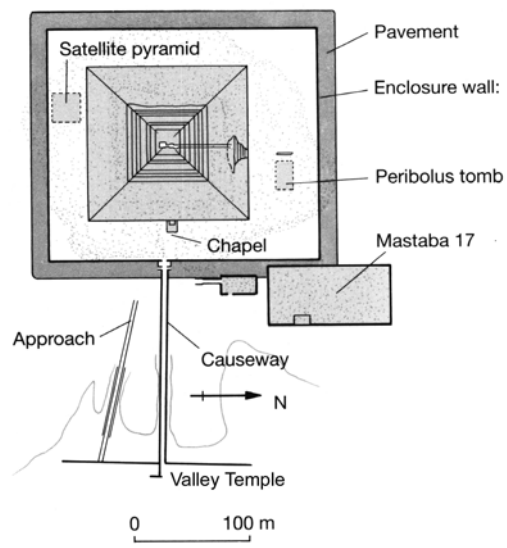 Satellite pyramid
Pavement
Enclosure wall:
Peribolus tomb
Chapel
Mastaba 17
Approach
Causeway
N
Valley Temple
0 100 m